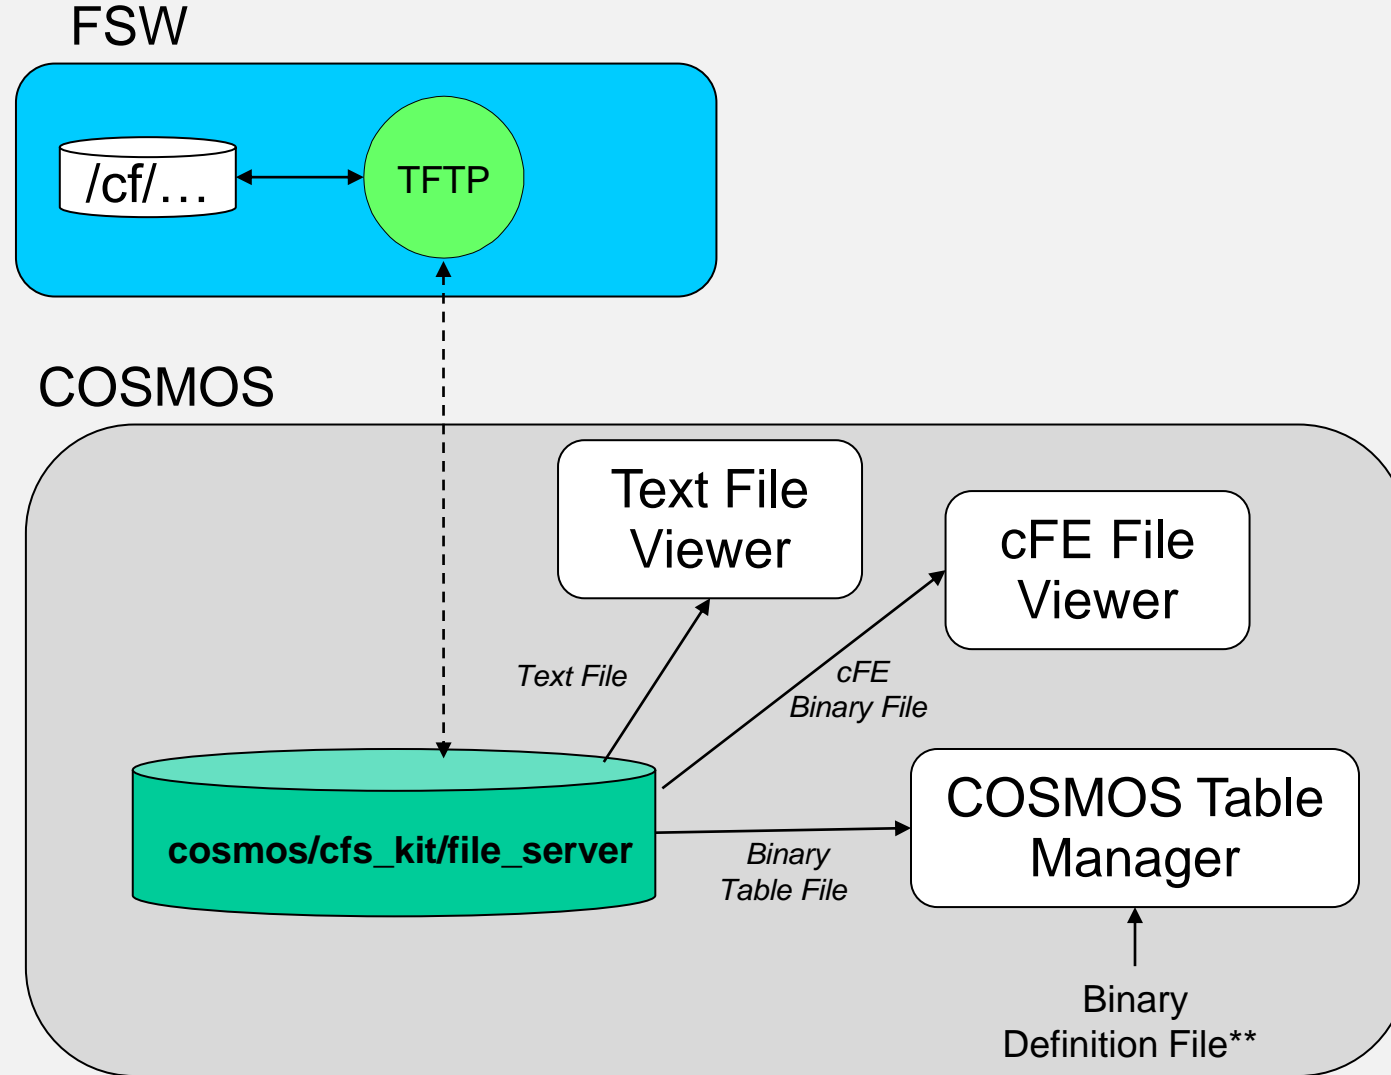 FSW
/cf/…
TFTP
COSMOS
Text File
Viewer
cFE File
Viewer
Text File
cFE
Binary File
cosmos/cfs_kit/file_server
Binary
Table File
COSMOS Table
Manager
Binary
Definition File**